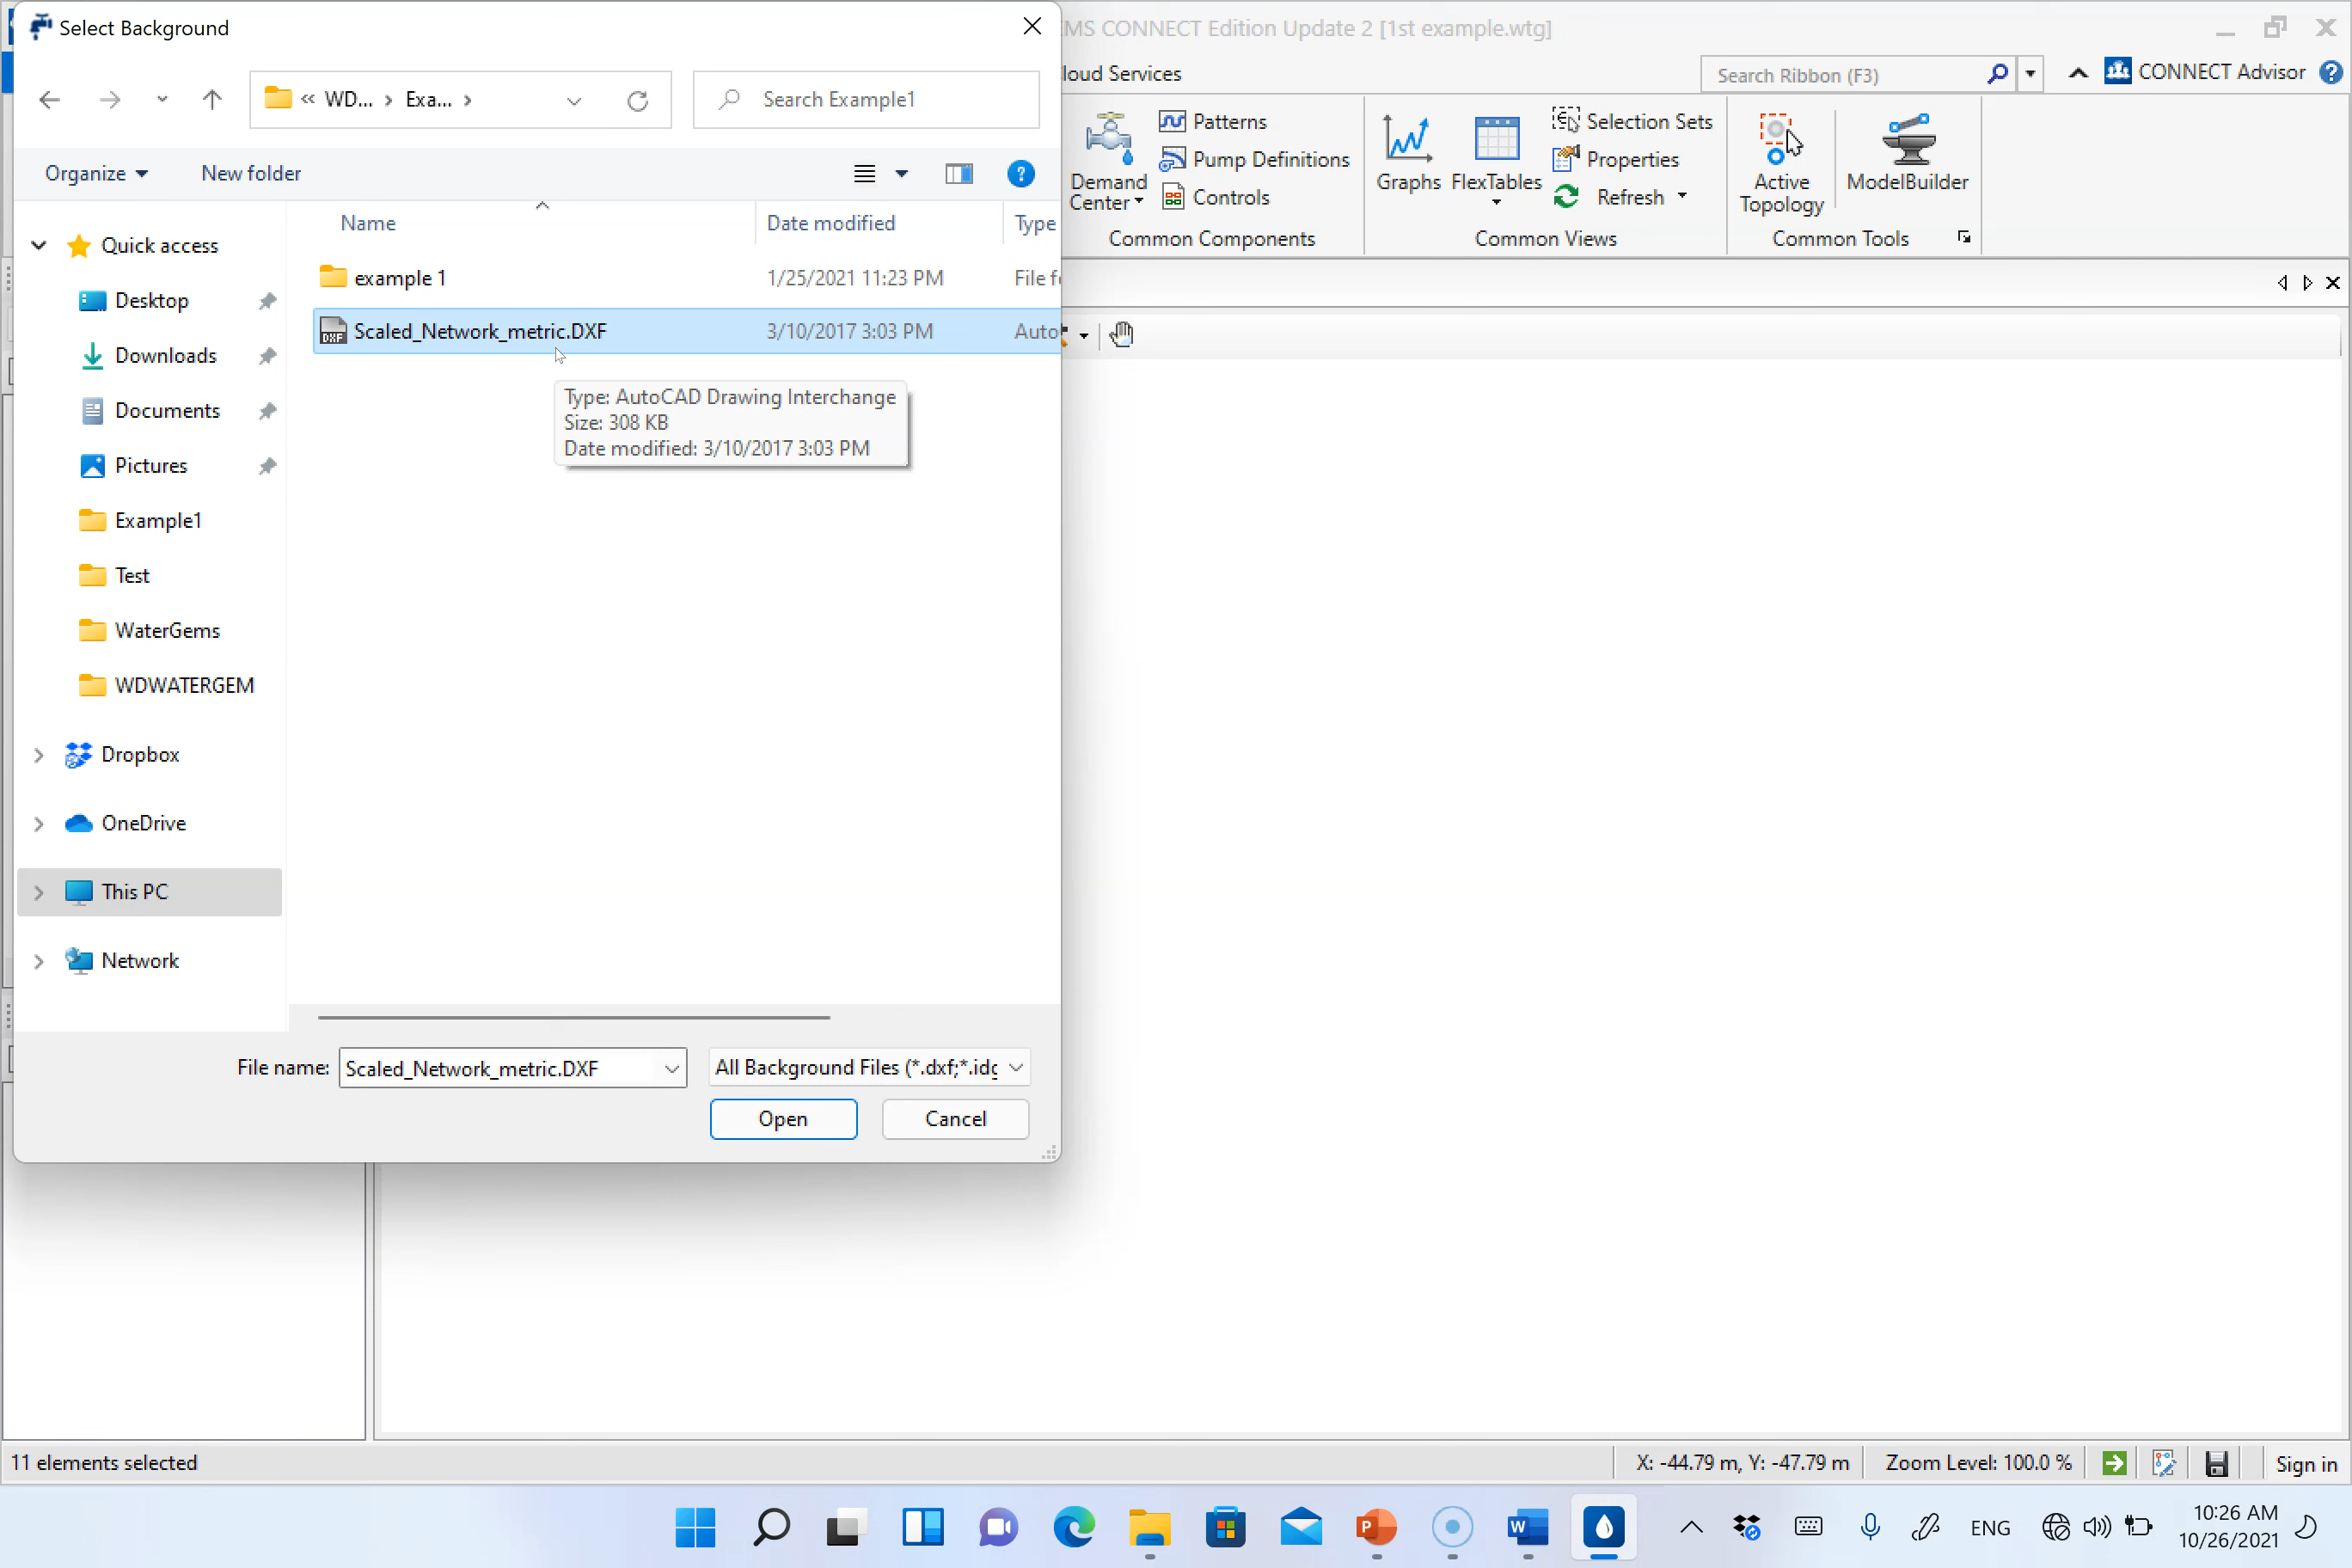 Select Background
MS CONNECT Edition Update 2 [1st example.wtg]
loud Services
Search Ribbon (F3)
CONNECT Advisor
« WD... > Exa... >
Search Example1
Organize
New folder
Demand
Center
Patterns
Pump Definitions
Controls
Common Components
Graphs
FlexTables
Selection Sets
Properties
Refresh
Common Views
Active
Topology
ModelBuilder
Common Tools
Name
Date modified
Type
example 1
1/25/2021 11:23 PM
File f
Scaled_Network_metric.DXF
3/10/2017 3:03 PM
Auto
DXF
Type: AutoCAD Drawing Interchange
Size: 308 KB
Date modified: 3/10/2017 3:03 PM
Quick access
Desktop
Downloads
Documents
Pictures
Example1
Test
WaterGems
WDWATERGEM
Dropbox
OneDrive
This PC
Network
File name:
Scaled_Network_metric.DXF
All Background Files (*.dxf;*.idg
Open
Cancel
11 elements selected
X: -44.79 m, Y: -47.79 m
Zoom Level: 100.0 %
Sign in
ENG
10:26 AM
10/26/2021